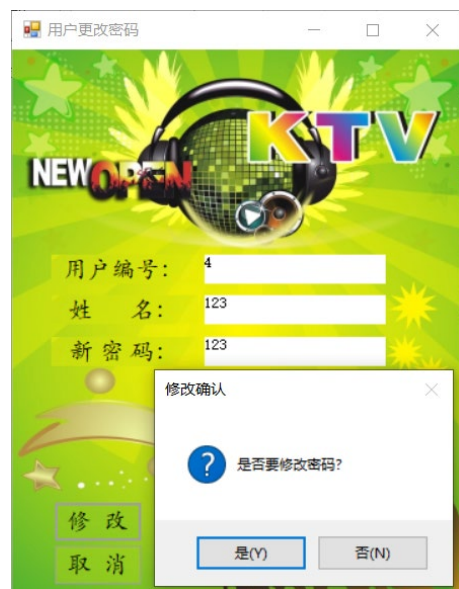 用户更改密码
KTV
NEW OPEN
用户编号： 4
姓 名： 123
新密码： 123
修改确认
是否要修改密码?
是(Y) 否(N)
修 改
取 消